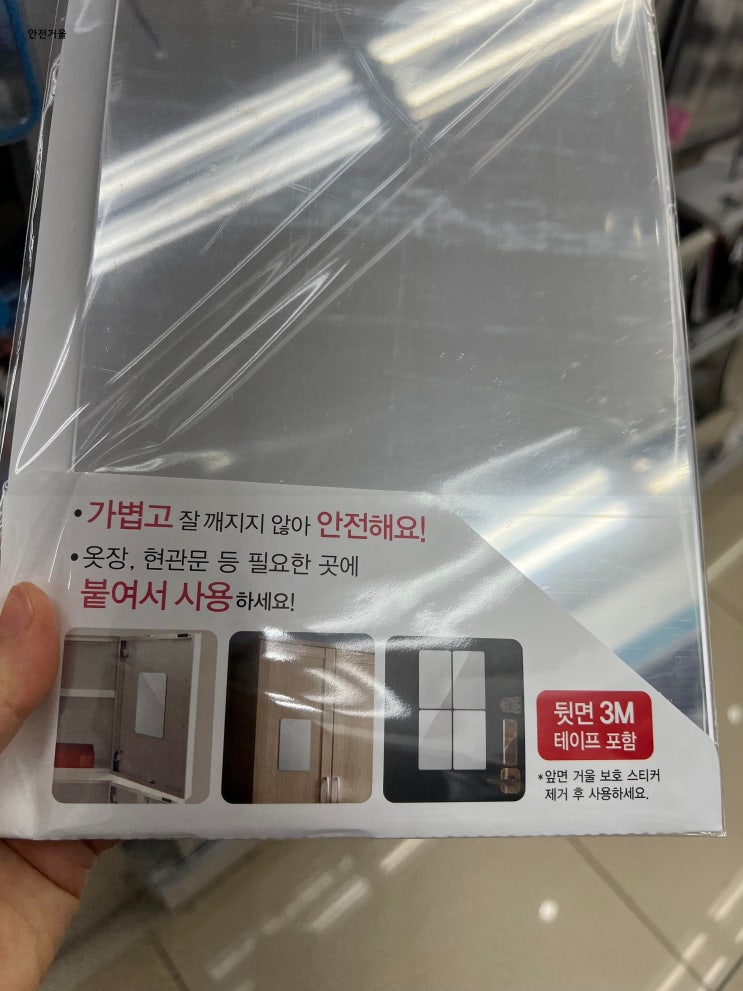 안전거울
• 가볍고 잘 깨지지 않아 안전해요!
• 옷장, 현관문 등 필요한 곳에
붙여서 사용하세요!
뒷면 3M
테이프 포함
*앞면 거울 보호 스티커
제거 후 사용하세요.